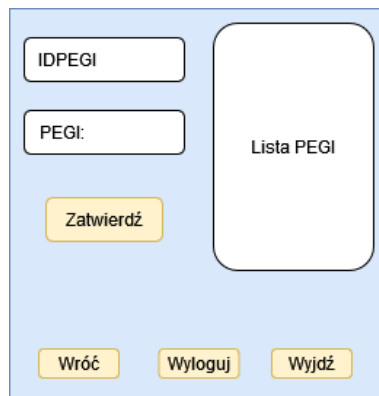 IDPEGI
PEGI:
Lista PEGI
Zatwierdź
Wróć
Wyloguj
Wyjdź